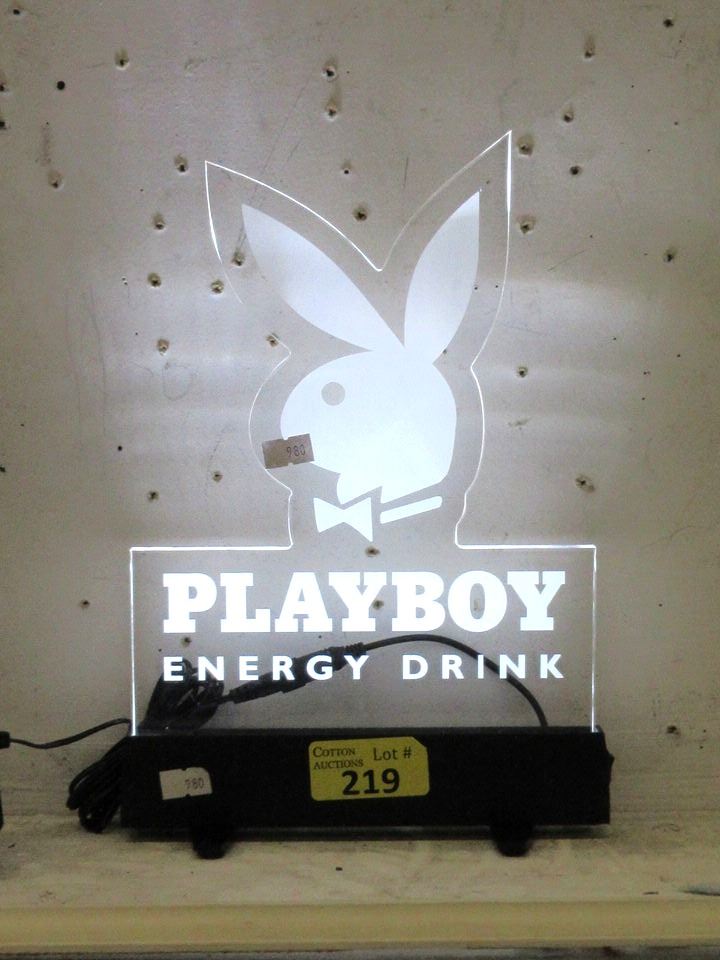 980
PLAYBOY
ENERGY DRINK
COTTON
AUCTIONS
Lot #
219
980